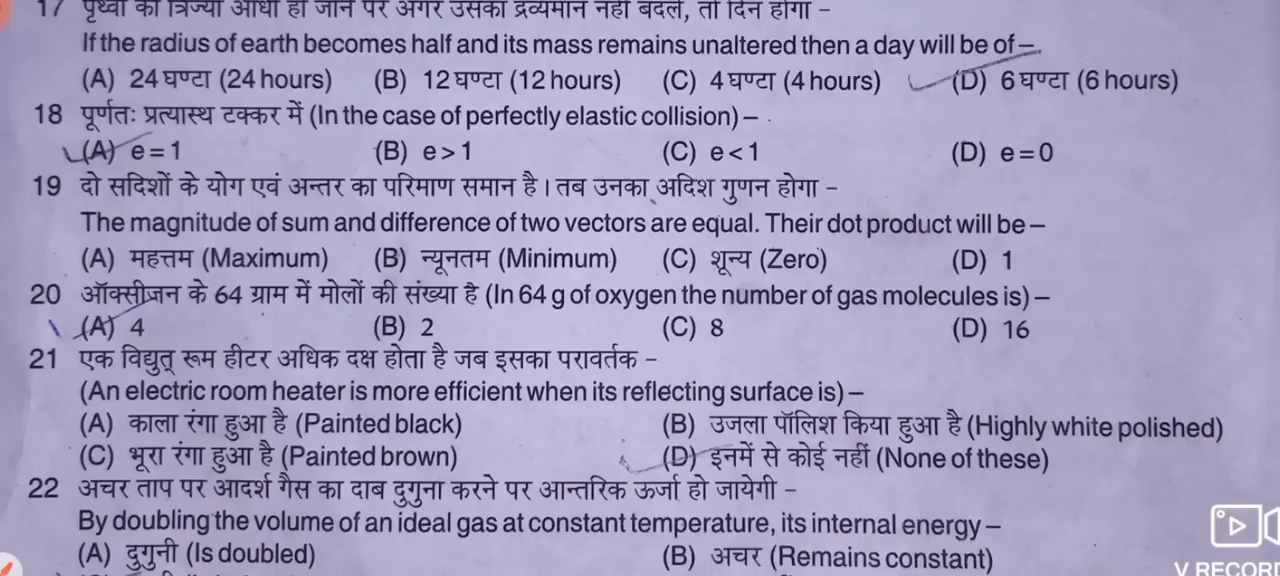 17 पृथ्वी की त्रिज्या आधी हो जाने पर अगर उसका द्रव्यमान नहीं बदले, तो दिन होगा –
If the radius of earth becomes half and its mass remains unaltered then a day will be of –
(A) 24 घण्टा (24 hours) (B) 12 घण्टा (12 hours) (C) 4 घण्टा (4 hours) (D) 6 घण्टा (6 hours)
18 पूर्णतः प्रत्यास्थ टक्कर में (In the case of perfectly elastic collision) –
(A) e = 1 (B) e > 1 (C) e < 1 (D) e = 0
19 दो सदिशों के योग एवं अन्तर का परिमाण समान है। तब उनका अदिश गुणन होगा –
The magnitude of sum and difference of two vectors are equal. Their dot product will be –
(A) महत्तम (Maximum) (B) न्यूनतम (Minimum) (C) शून्य (Zero) (D) 1
20 ऑक्सीजन के 64 ग्राम में मोलों की संख्या है (In 64 g of oxygen the number of gas molecules is) –
(A) 4 (B) 2 (C) 8 (D) 16
21 एक विद्युत् रूम हीटर अधिक दक्ष होता है जब इसका परावर्तक –
(An electric room heater is more efficient when its reflecting surface is) –
(A) काला रंगा हुआ है (Painted black) (B) उजला पॉलिश किया हुआ है (Highly white polished)
(C) भूरा रंगा हुआ है (Painted brown) (D) इनमें से कोई नहीं (None of these)
22 अचर ताप पर आदर्श गैस का दाब दुगुना करने पर आन्तरिक ऊर्जा हो जायेगी –
By doubling the volume of an ideal gas at constant temperature, its internal energy –
(A) दुगुनी (Is doubled) (B) अचर (Remains constant)
V RECORD